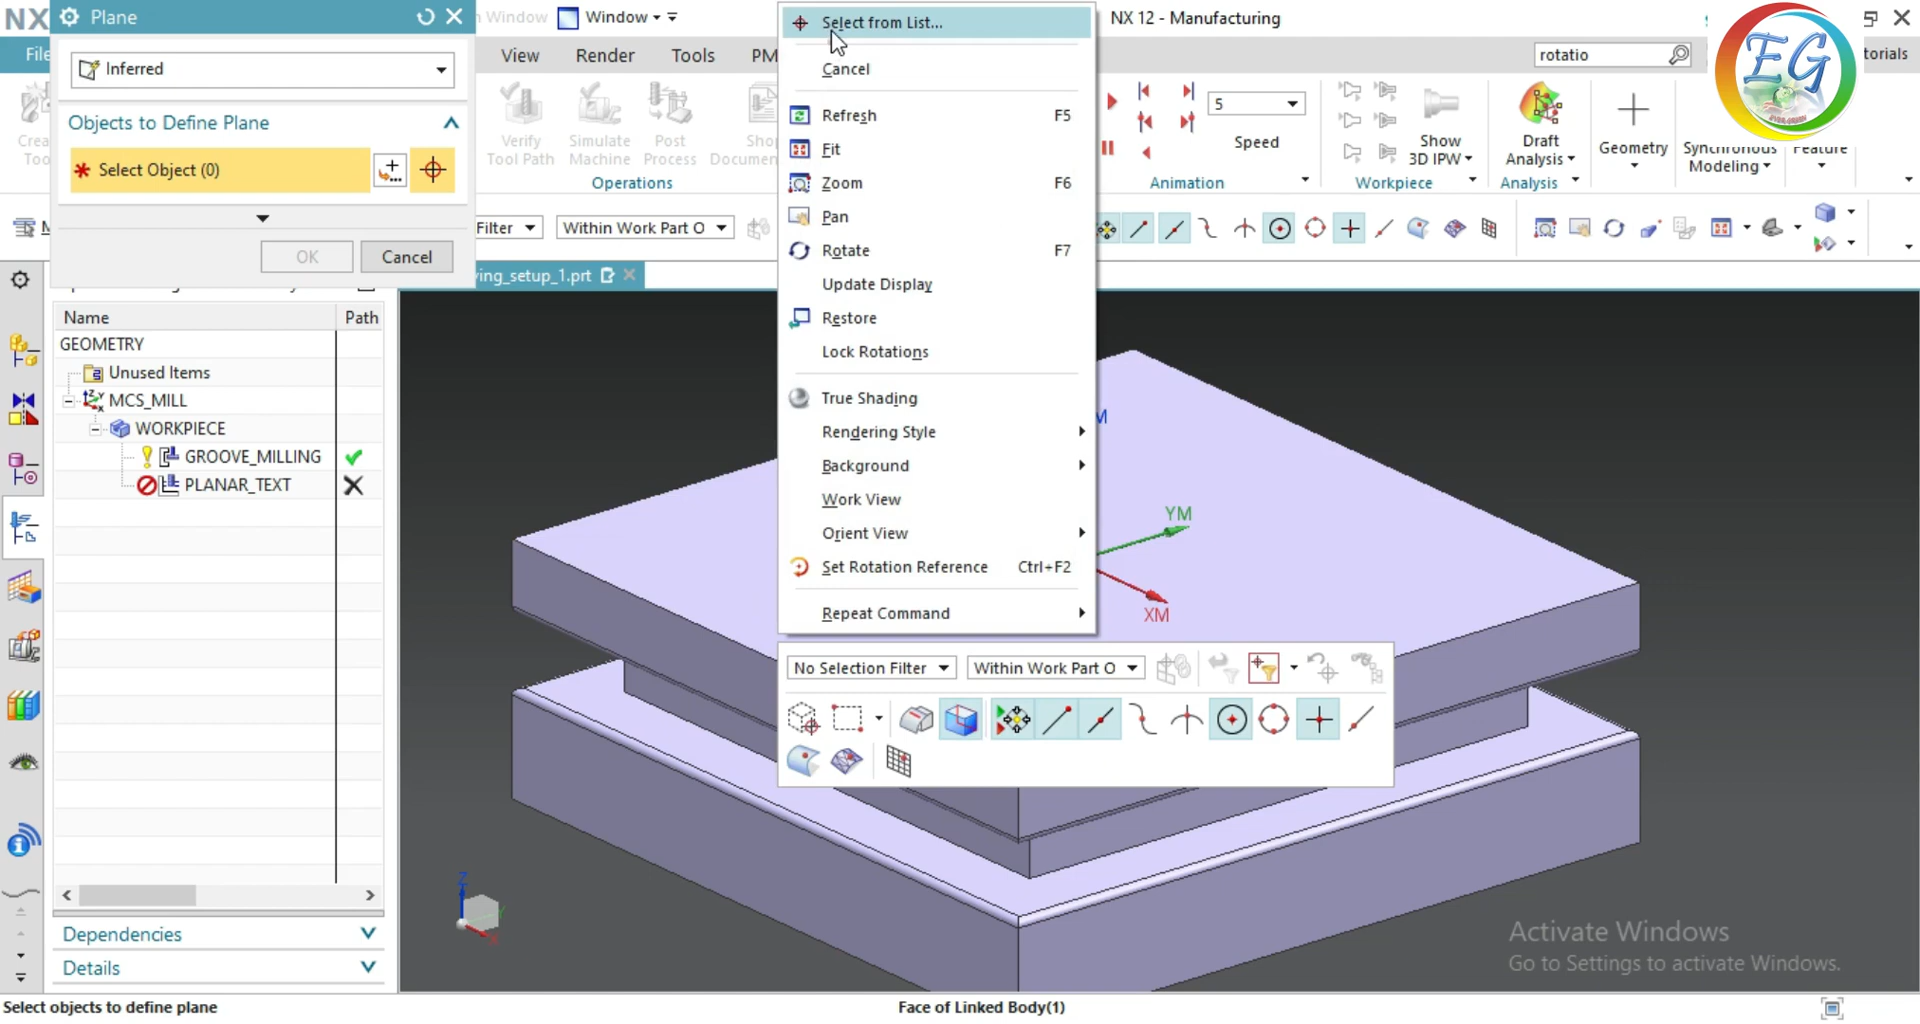 NX
Plane
Window
Window
NX 12 - Manufacturing
File
View
Render
Tools
PM
rotatio
torials
EG
Inferred
Objects to Define Plane
* Select Object (0)
OK
Cancel
Crea
Too
Verify
Tool Path
Simulate
Machine
Post
Process
Shop
Documen
Operations
5
Speed
Animation
Show
3D IPW
Workpiece
Draft
Analysis
Analysis
Geometry
Synchronous
Modeling
Feature
M
Filter
Within Work Part O
ving_setup_1.prt
Select from List...
Cancel
Refresh F5
Fit
Zoom F6
Pan
Rotate F7
Update Display
Restore
Lock Rotations
True Shading
Rendering Style
Background
Work View
Orient View
Set Rotation Reference Ctrl+F2
Repeat Command
No Selection Filter
Within Work Part O
Name Path
GEOMETRY
Unused Items
MCS_MILL
WORKPIECE
GROOVE_MILLING
PLANAR_TEXT
Dependencies
Details
M
YM
XM
Z
Activate Windows
Go to Settings to activate Windows.
Select objects to define plane
Face of Linked Body(1)